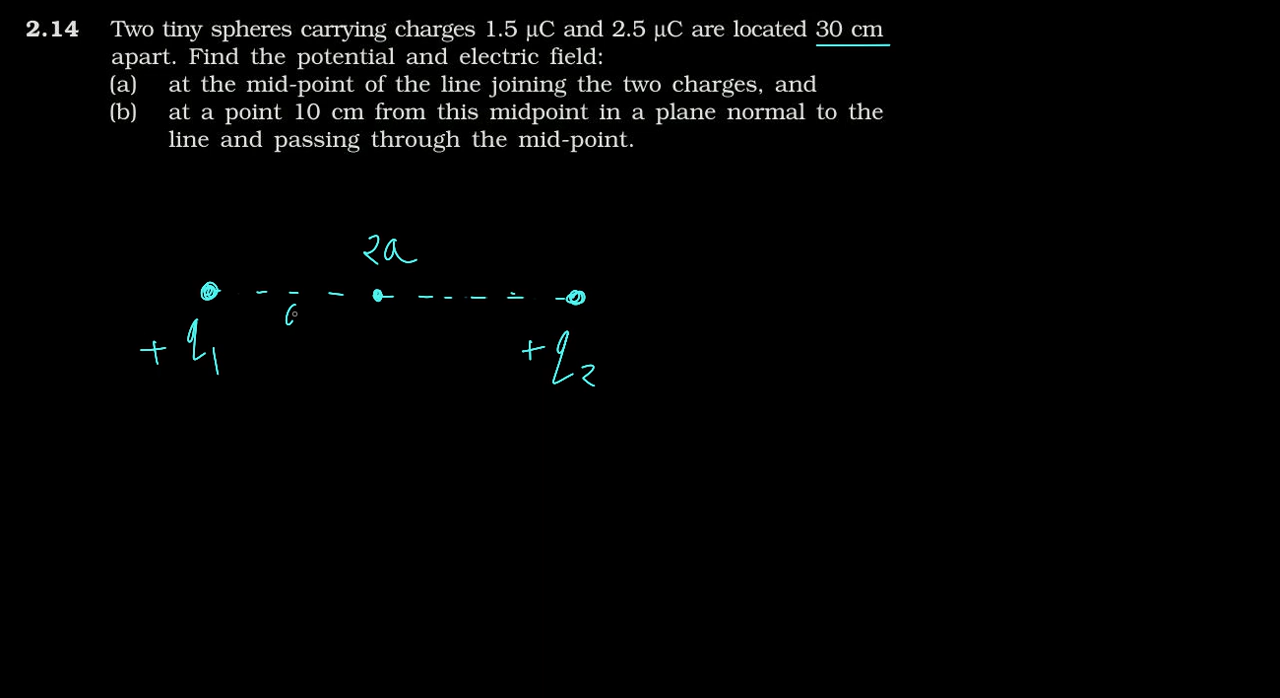 2.14 Two tiny spheres carrying charges 1.5 μC and 2.5 μC are located 30 cm
apart. Find the potential and electric field:
(a) at the mid-point of the line joining the two charges, and
(b) at a point 10 cm from this midpoint in a plane normal to the
line and passing through the mid-point.
2a
+q₁
+q₂